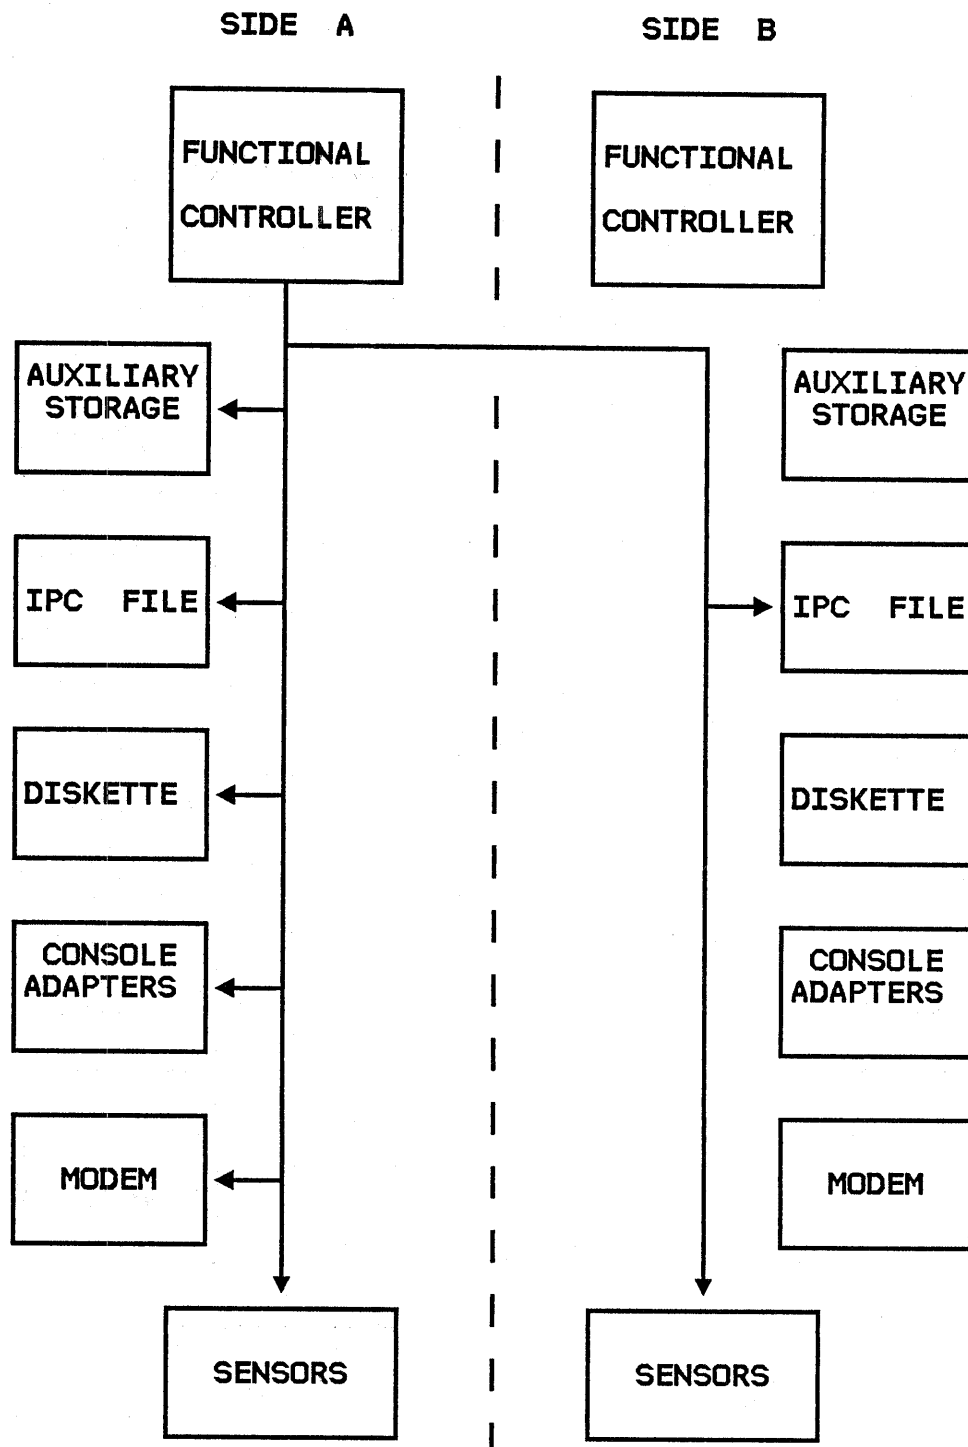 SIDE A
SIDE B
FUNCTIONAL
CONTROLLER
FUNCTIONAL
CONTROLLER
AUXILIARY
STORAGE
AUXILIARY
STORAGE
IPC FILE
IPC FILE
DISKETTE
DISKETTE
CONSOLE
ADAPTERS
CONSOLE
ADAPTERS
MODEM
MODEM
SENSORS
SENSORS